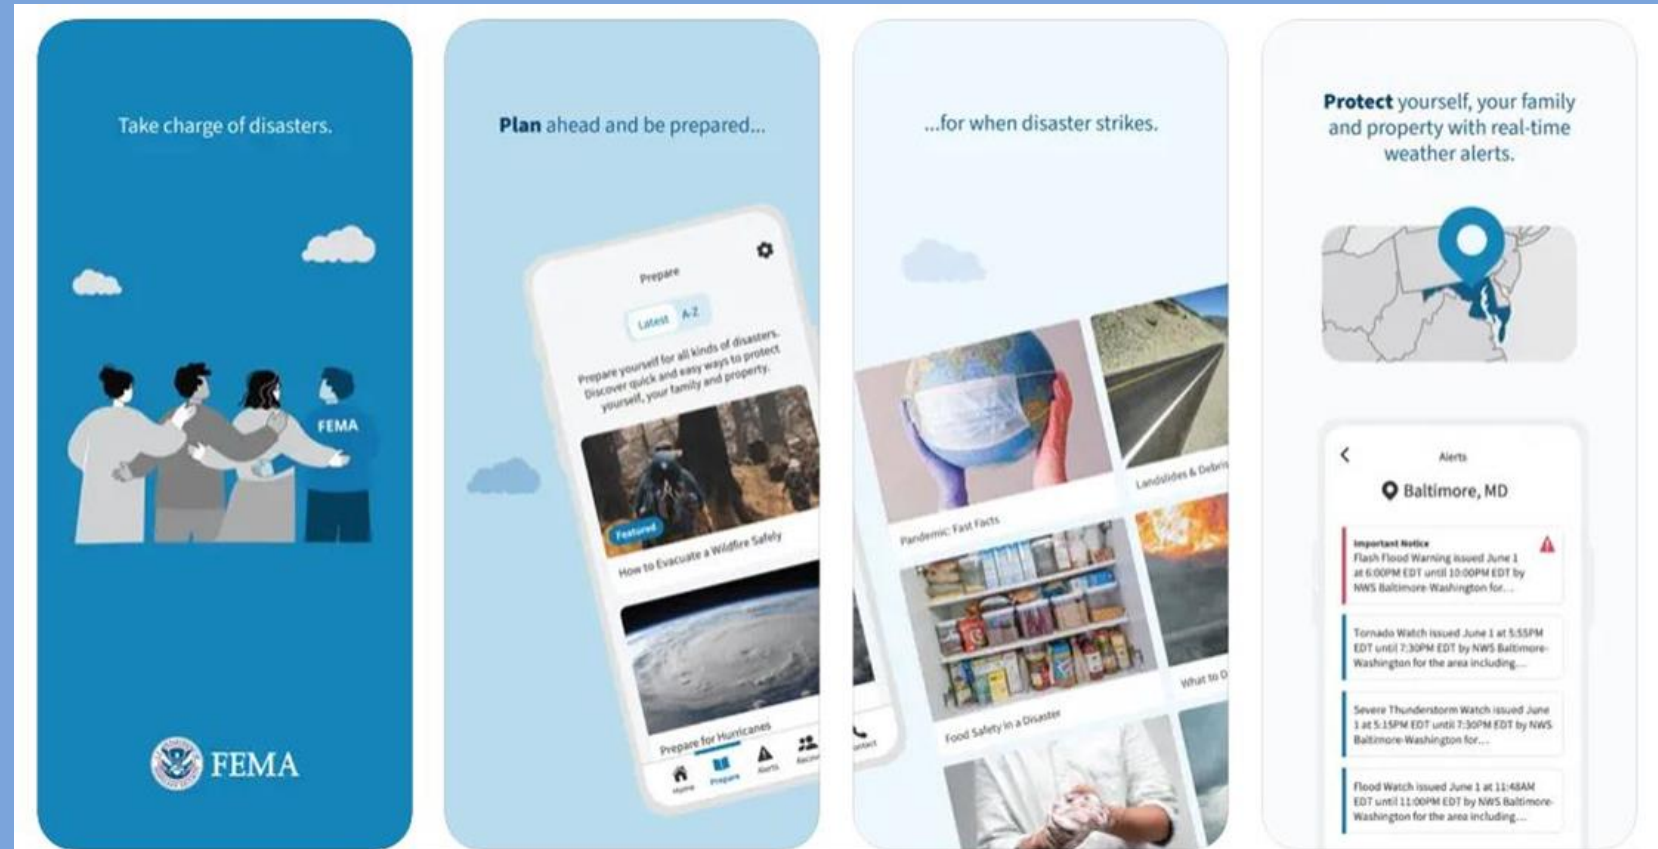 Take charge of disasters.
FEMA
FEMA
Plan ahead and be prepared...
Prepare
Latest
A-Z
Prepare yourself for all kinds of disasters.
Discover quick and easy ways to protect
yourself, your family and property.
Featured
How to Evacuate a Wildfire Safely
Prepare for Hurricanes
Home
Prepare
Alerts
...for when disaster strikes.
Landslides & Debris
Pandemic: Fast Facts
What to D
Food Safety in a Disaster
ontact
Protect yourself, your family
and property with real-time
weather alerts.
Alerts
Baltimore, MD
Important Notice
Flash Flood Warning issued June 1
at 6:00PM EDT until 10:00PM EDT by
NWS Baltimore-Washington for...
Tornado Watch issued June 1 at 5:55PM
EDT until 7:30PM EDT by NWS Baltimore-
Washington for the area including...
Severe Thunderstorm Watch issued June
1 at 5:15PM EDT until 7:30PM EDT by NWS
Baltimore-Washington for...
Flood Watch issued June 1 at 11:48AM
EDT until 11:00PM EDT by NWS Baltimore-
Washington for the area including...